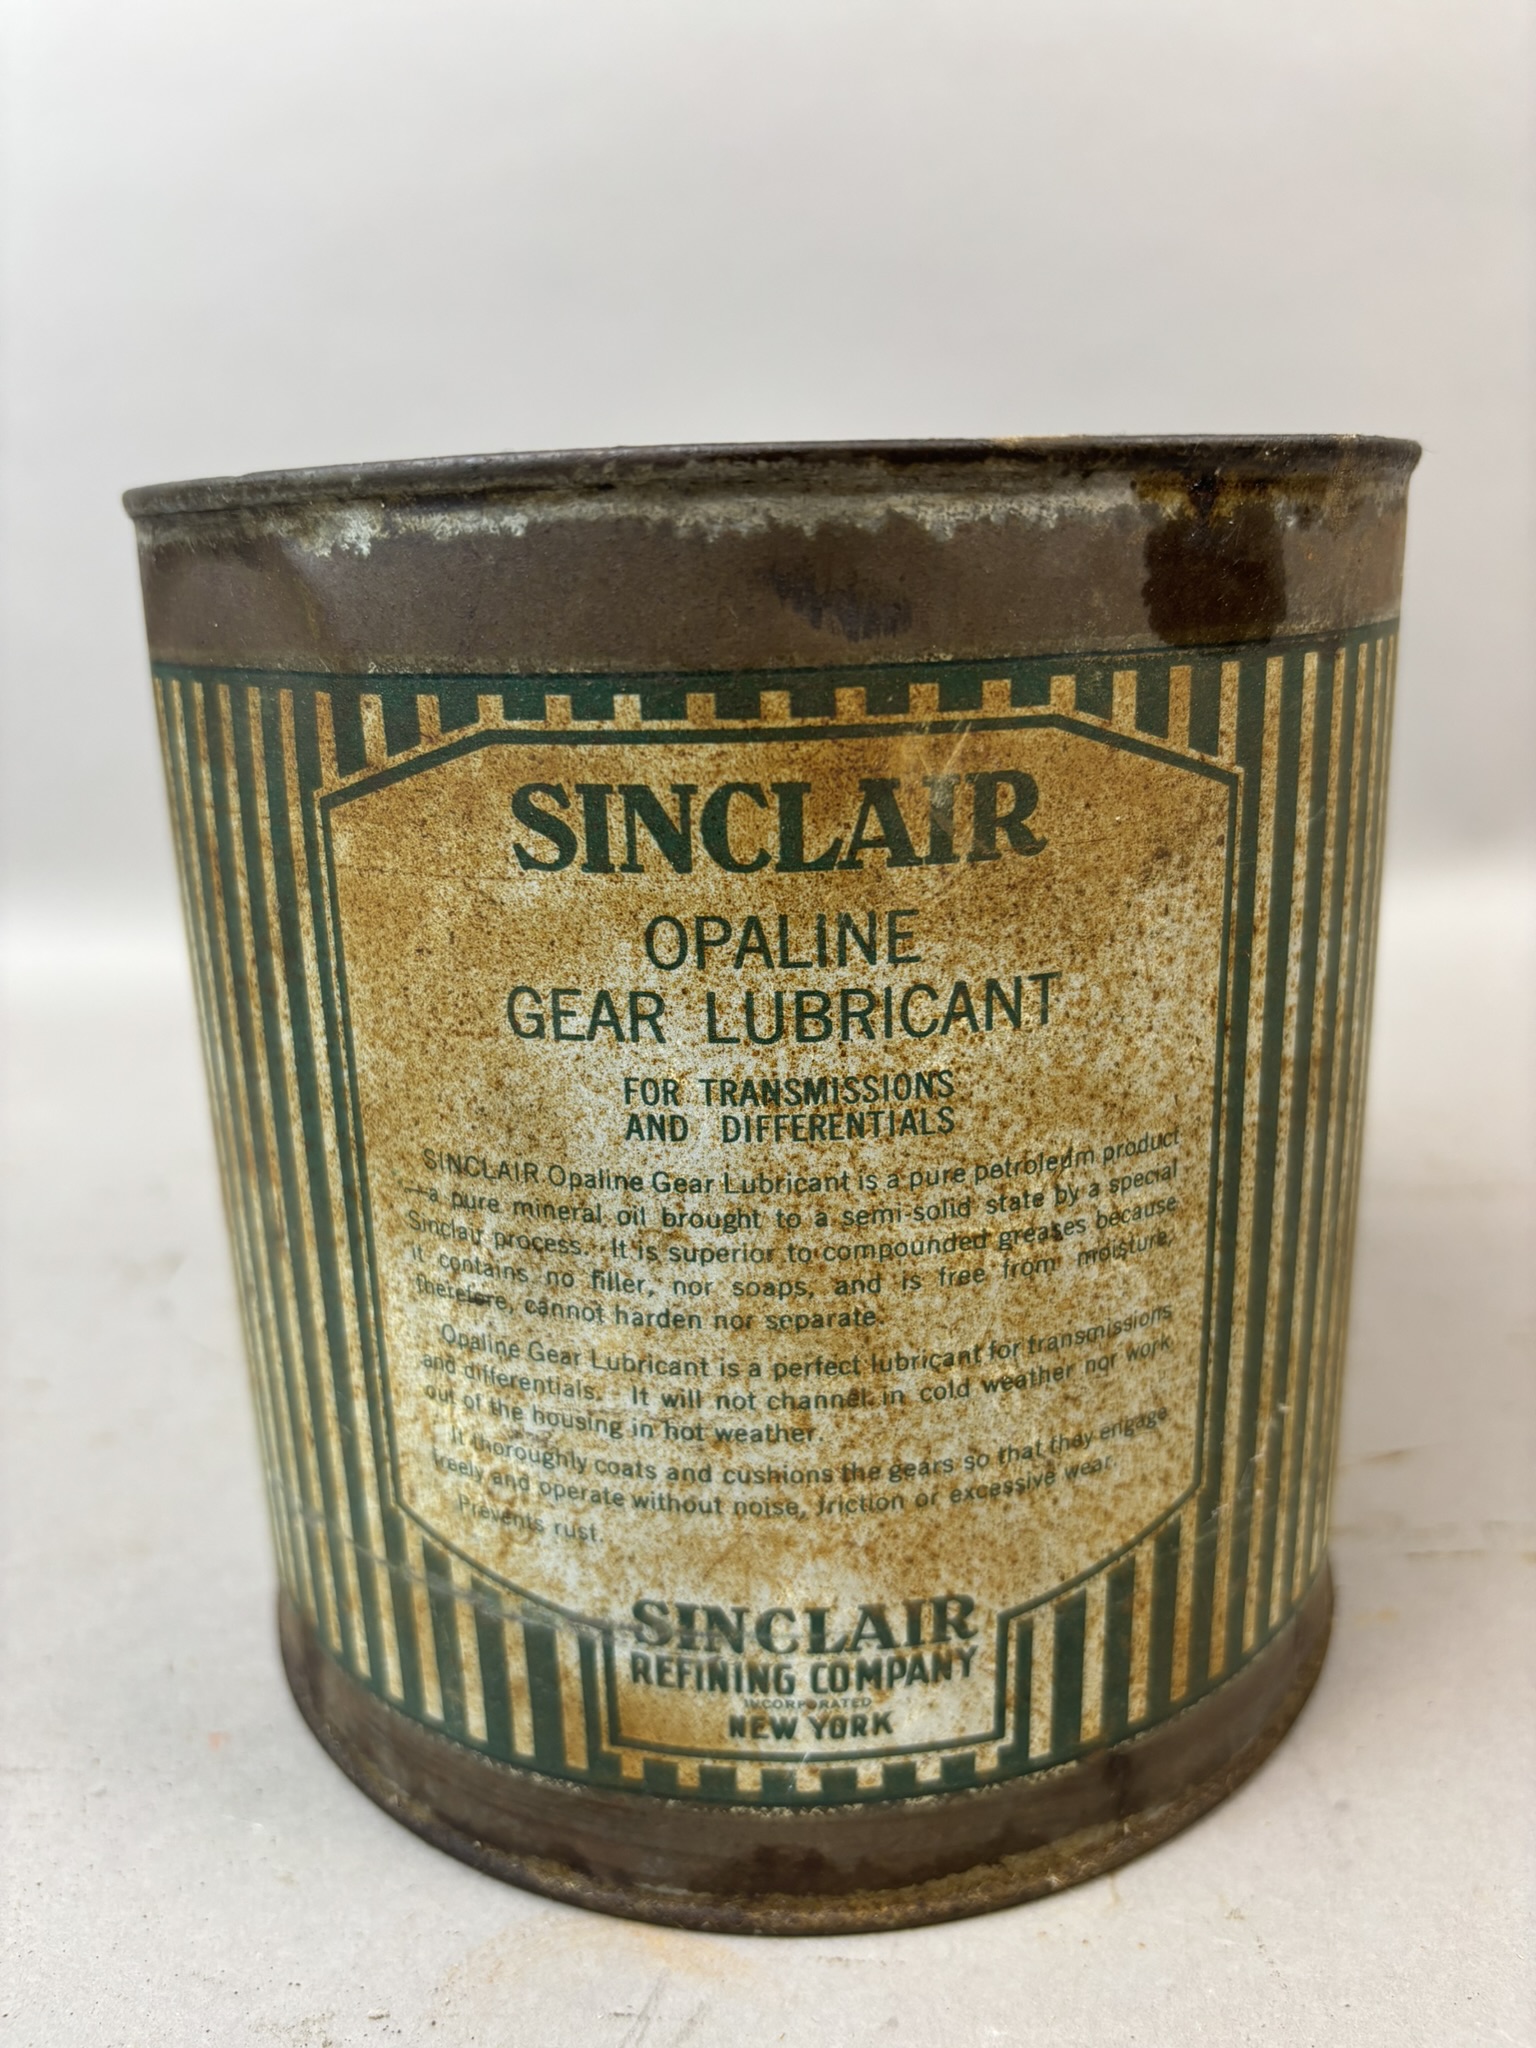 SINCLAIR
OPALINE
GEAR LUBRICANT
FOR TRANSMISSIONS
AND DIFFERENTIALS
SINCLAIR Opaline Gear Lubricant is a pure petroleum product
—a pure mineral oil brought to a semi-solid state by a special
Sinclair process. It is superior to compounded greases because
it contains no filler, nor soaps, and is free from moisture,
therefore, cannot harden nor separate.
Opaline Gear Lubricant is a perfect lubricant for transmissions
and differentials. It will not channel in cold weather nor work
out of the housing in hot weather.
It thoroughly coats and cushions the gears so that they engage
freely and operate without noise, friction or excessive wear.
Prevents rust.
SINCLAIR
REFINING COMPANY
INCORPORATED
NEW YORK